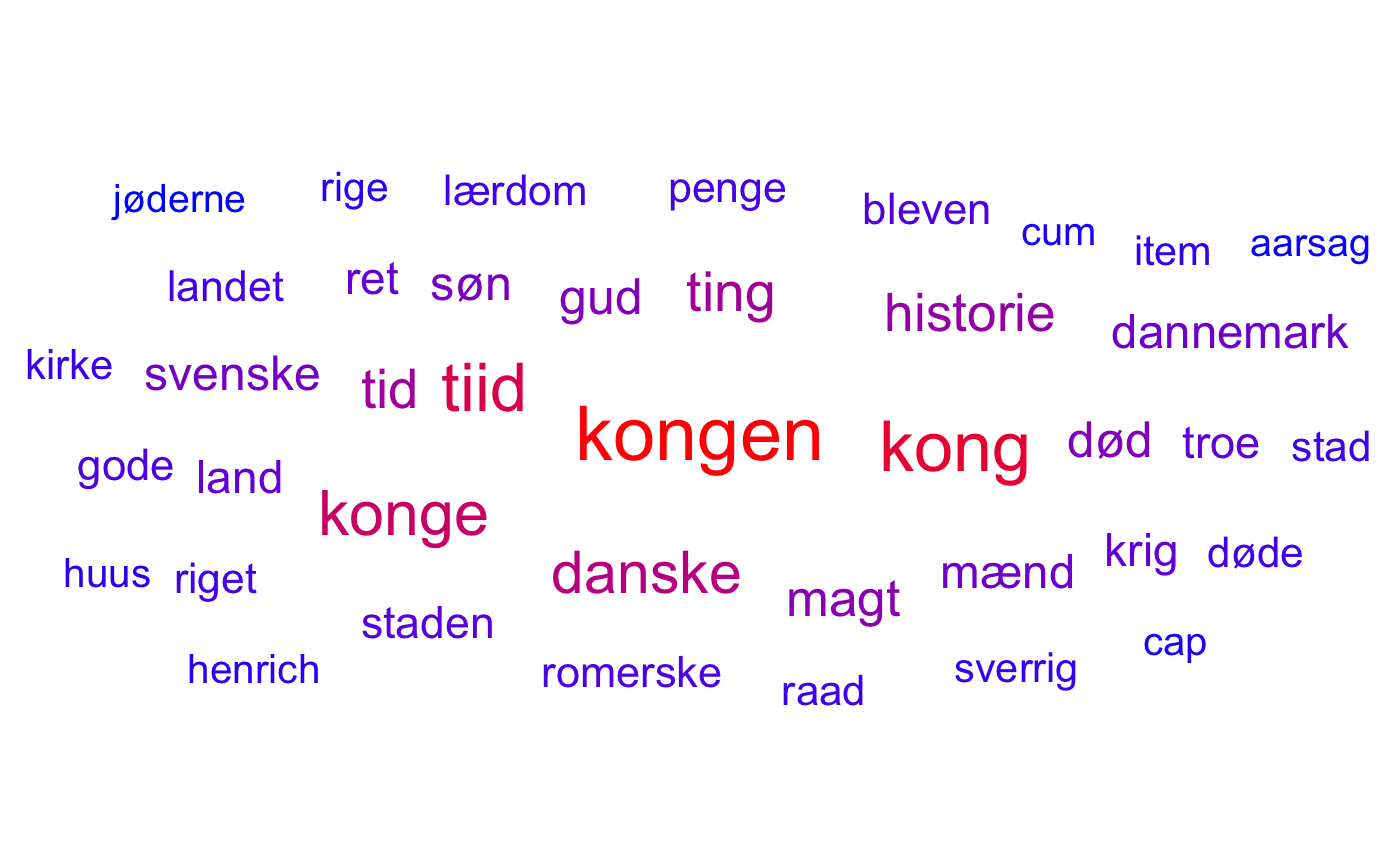 jøderne rige lærdom penge bleven cum item aarsag
landet ret søn gud ting historie dannemark
kirke svenske tid tiid kongen kong død troe stad
gode land konge danske magt mænd krig døde
huus riget staden
henrich romerske raad sverrig cap